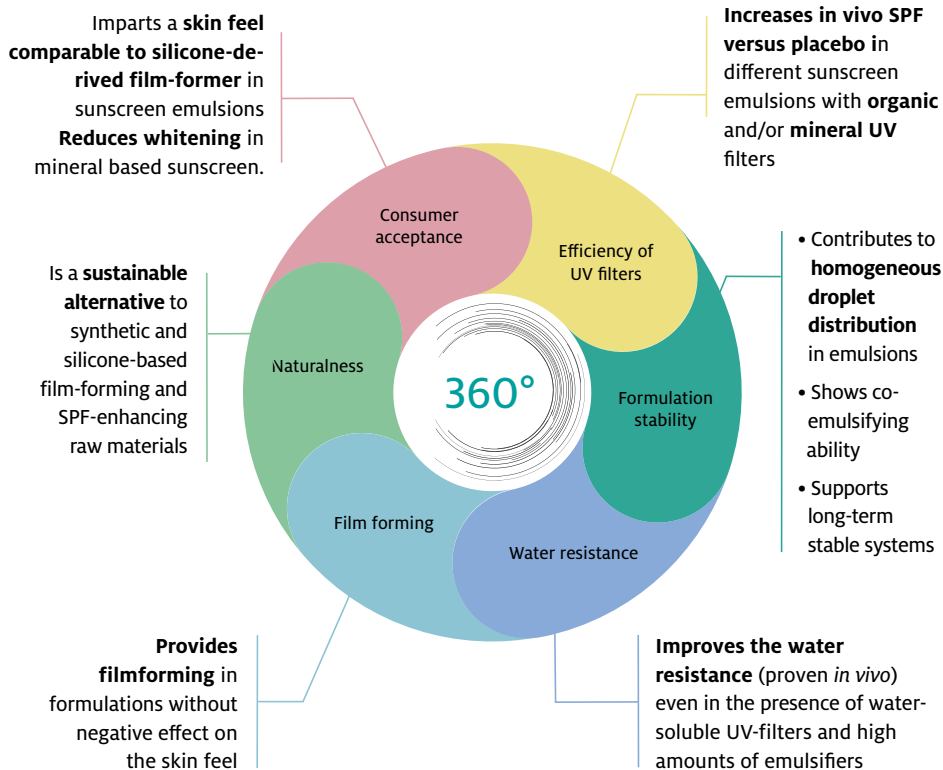 Imparts a skin feel
comparable to silicone-de-
rived film-former in
sunscreen emulsions
Reduces whitening in
mineral based sunscreen.
Increases in vivo SPF
versus placebo in
different sunscreen
emulsions with organic
and/or mineral UV
filters
Consumer
acceptance
Efficiency of
UV filters
Is a sustainable
alternative to
synthetic and
silicone-based
film-forming and
SPF-enhancing
raw materials
Naturalness
360°
Formulation
stability
• Contributes to
homogeneous
droplet
distribution
in emulsions
• Shows co-
emulsifying
ability
• Supports
long-term
stable systems
Film forming
Water resistance
Provides
filmforming in
formulations without
negative effect on
the skin feel
Improves the water
resistance (proven in vivo)
even in the presence of water-
soluble UV-filters and high
amounts of emulsifiers